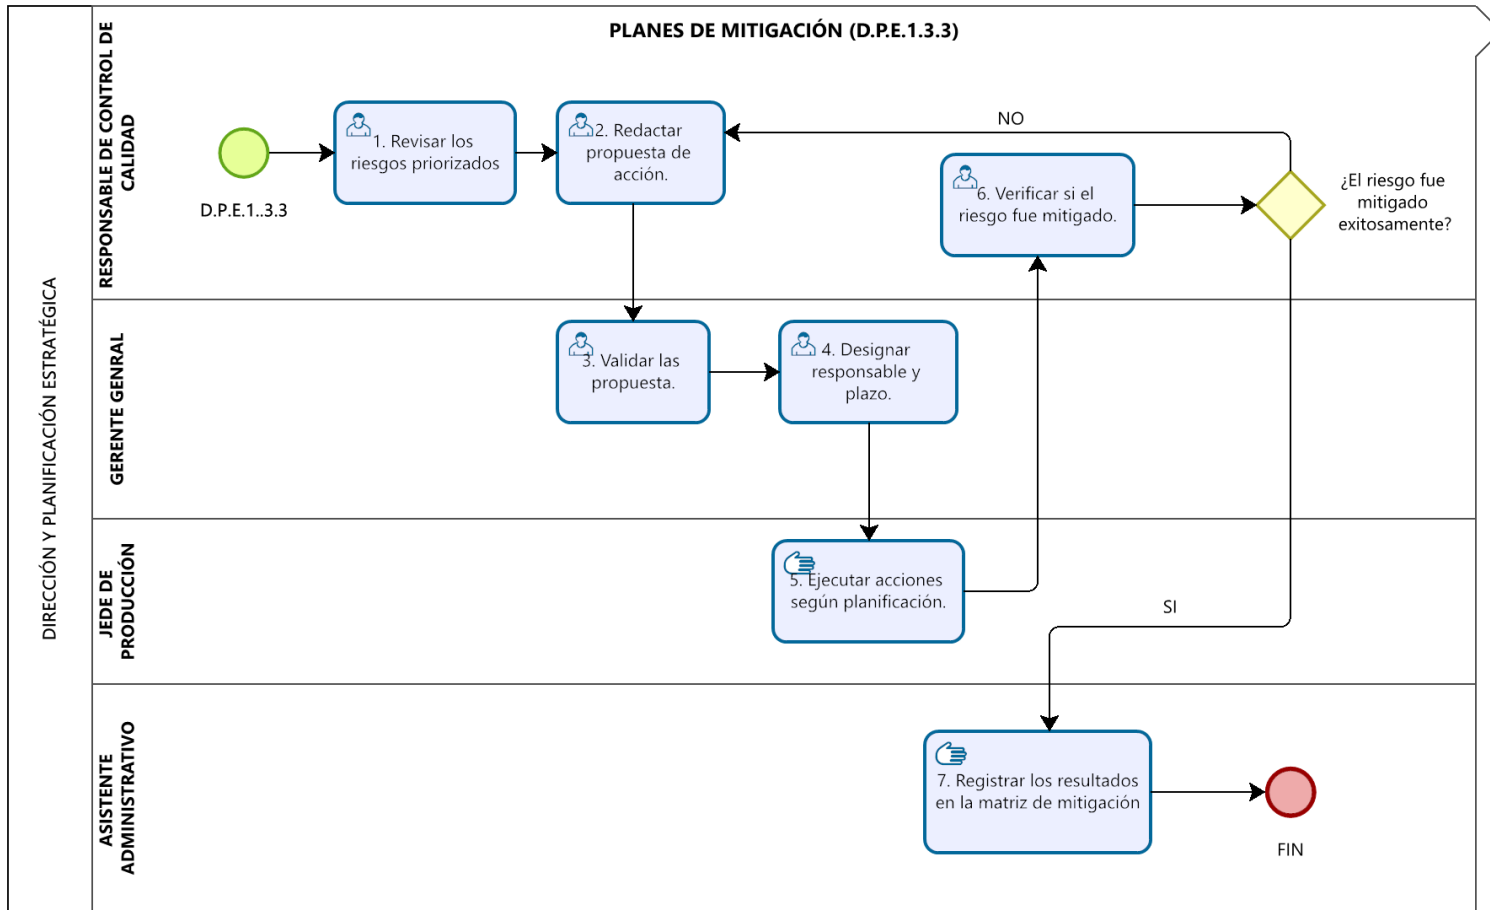 PLANES DE MITIGACIÓN (D.P.E.1.3.3)
DIRECCIÓN Y PLANIFICACIÓN ESTRATÉGICA
RESPONSABLE DE CONTROL DE
CALIDAD
D.P.E.1..3.3
1. Revisar los
riesgos priorizados
2. Redactar
propuesta de
acción.
NO
6. Verificar si el
riesgo fue mitigado.
¿El riesgo fue
mitigado
exitosamente?
GERENTE GENRAL
3. Validar las
propuesta.
4. Designar
responsable y
plazo.
JEDE DE
PRODUCCIÓN
5. Ejecutar acciones
según planificación.
SI
ASISTENTE
ADMINISTRATIVO
7. Registrar los resultados
en la matriz de mitigación
FIN